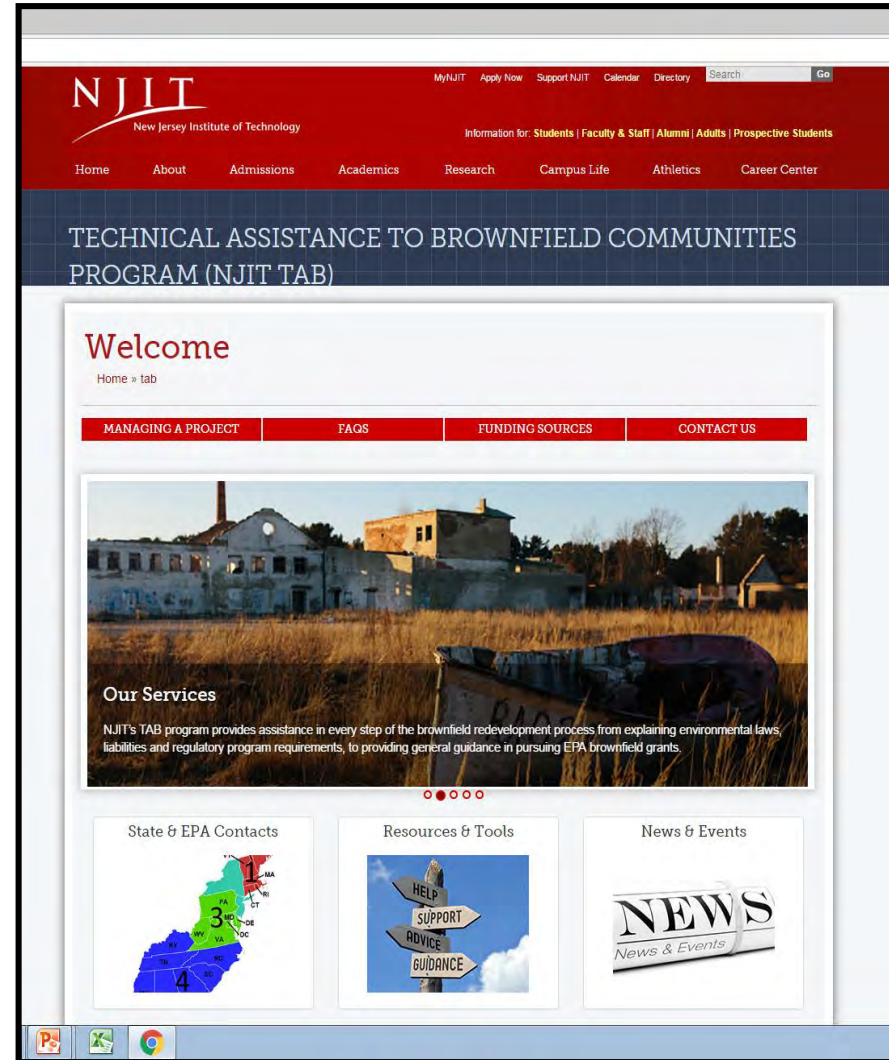 MyNJIT Apply Now Support NJIT Calendar Directory Search Go
NJIT
New Jersey Institute of Technology
Information for: Students | Faculty & Staff | Alumni | Adults | Prospective Students
Home About Admissions Academics Research Campus Life Athletics Career Center
TECHNICAL ASSISTANCE TO BROWNFIELD COMMUNITIES
PROGRAM (NJIT TAB)
Welcome
Home » tab
MANAGING A PROJECT FAQS FUNDING SOURCES CONTACT US
Our Services
NJIT's TAB program provides assistance in every step of the brownfield redevelopment process from explaining environmental laws,
liabilities and regulatory program requirements, to providing general guidance in pursuing EPA brownfield grants.
State & EPA Contacts
1
MA
RI
CT
PA
3
MD
DE
DC
WV
VA
KY
TN
4
Resources & Tools
HELP
SUPPORT
ADVICE
GUIDANCE
News & Events
NEWS
News & Events